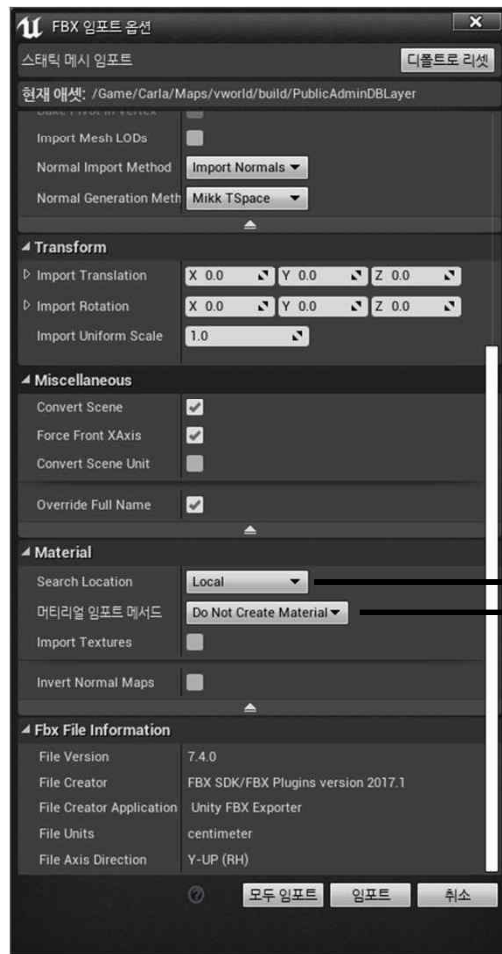 FBX 임포트 옵션
스태틱 메시 임포트 디폴트로 리셋
현재 애셋: /Game/Carla/Maps/vworld/build/PublicAdminDBLayer
Bake Pivot in Vertex
Import Mesh LODs
Normal Import Method Import Normals
Normal Generation Meth Mikk TSpace
Transform
Import Translation X 0.0 Y 0.0 Z 0.0
Import Rotation X 0.0 Y 0.0 Z 0.0
Import Uniform Scale 1.0
Miscellaneous
Convert Scene
Force Front XAxis
Convert Scene Unit
Override Full Name
Material
Search Location Local
머티리얼 임포트 메서드 Do Not Create Material
Import Textures
Invert Normal Maps
Fbx File Information
File Version 7.4.0
File Creator FBX SDK/FBX Plugins version 2017.1
File Creator Application Unity FBX Exporter
File Units centimeter
File Axis Direction Y-UP (RH)
모두 임포트 임포트 취소